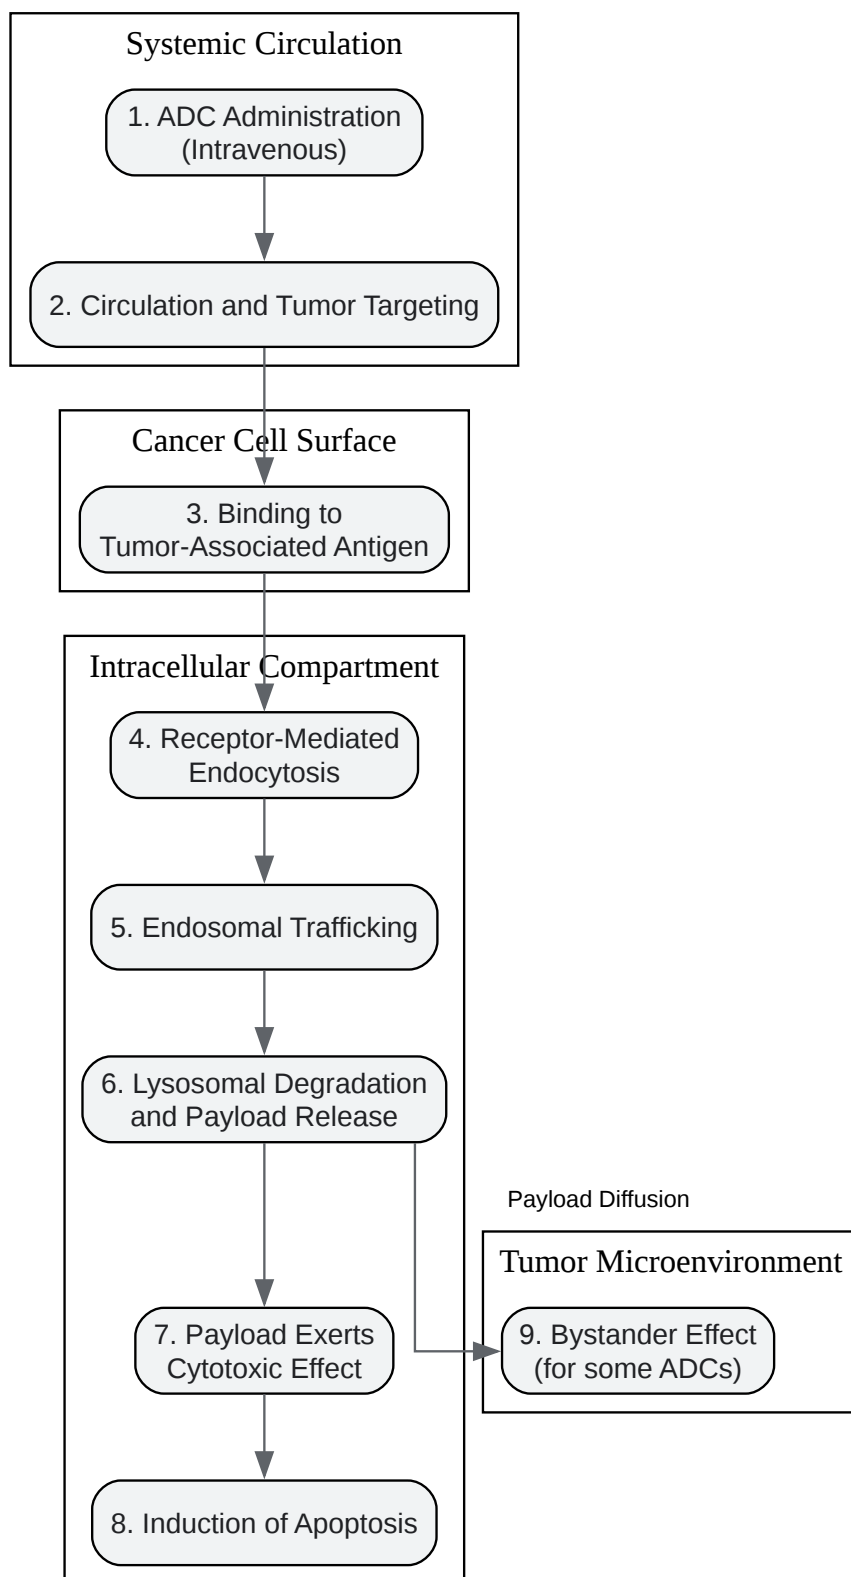 Systemic Circulation
1. ADC Administration
(Intravenous)
2. Circulation and Tumor Targeting
Cancer Cell Surface
3. Binding to
Tumor-Associated Antigen
Intracellular Compartment
4. Receptor-Mediated
Endocytosis
5. Endosomal Trafficking
6. Lysosomal Degradation
and Payload Release
Payload Diffusion
Tumor Microenvironment
7. Payload Exerts
Cytotoxic Effect
9. Bystander Effect
(for some ADCs)
8. Induction of Apoptosis